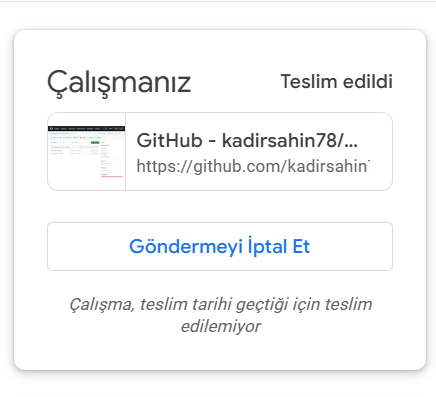 Çalışmanız
Teslim edildi
GitHub - kadirsahin78/...
https://github.com/kadirsahin
Göndermeyi İptal Et
Çalışma, teslim tarihi geçtiği için teslim
edilemiyor